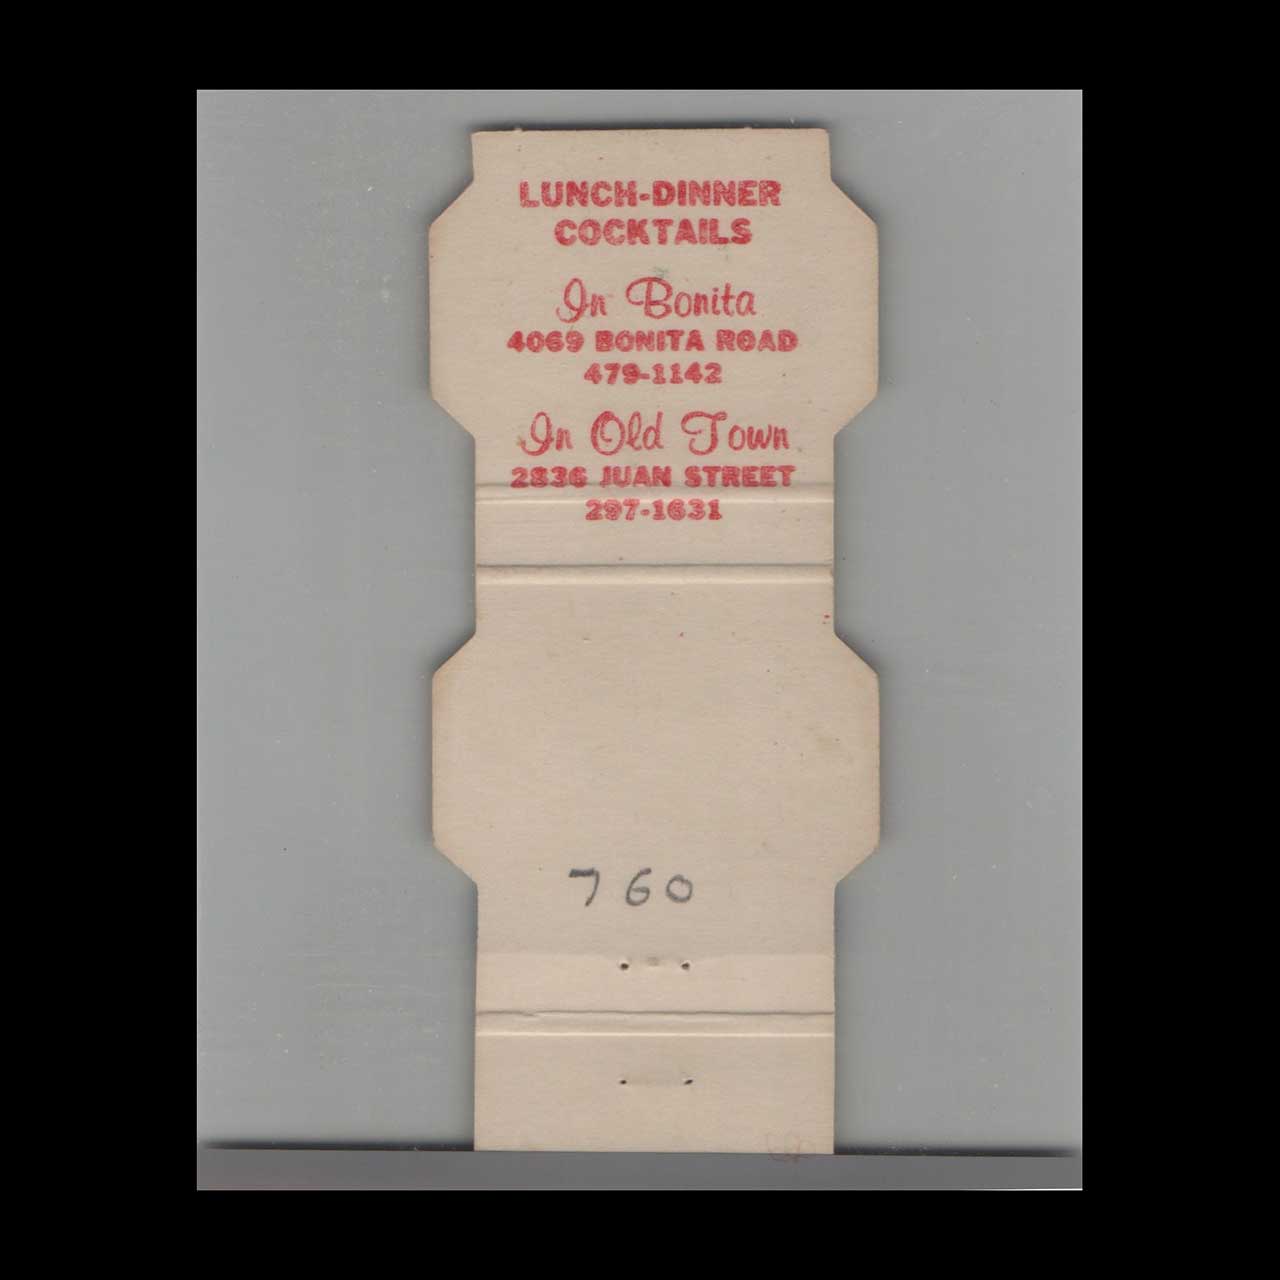 LUNCH-DINNER
COCKTAILS
In Bonita
4069 BONITA ROAD
479-1142
In Old Town
2836 JUAN STREET
297-1631
760